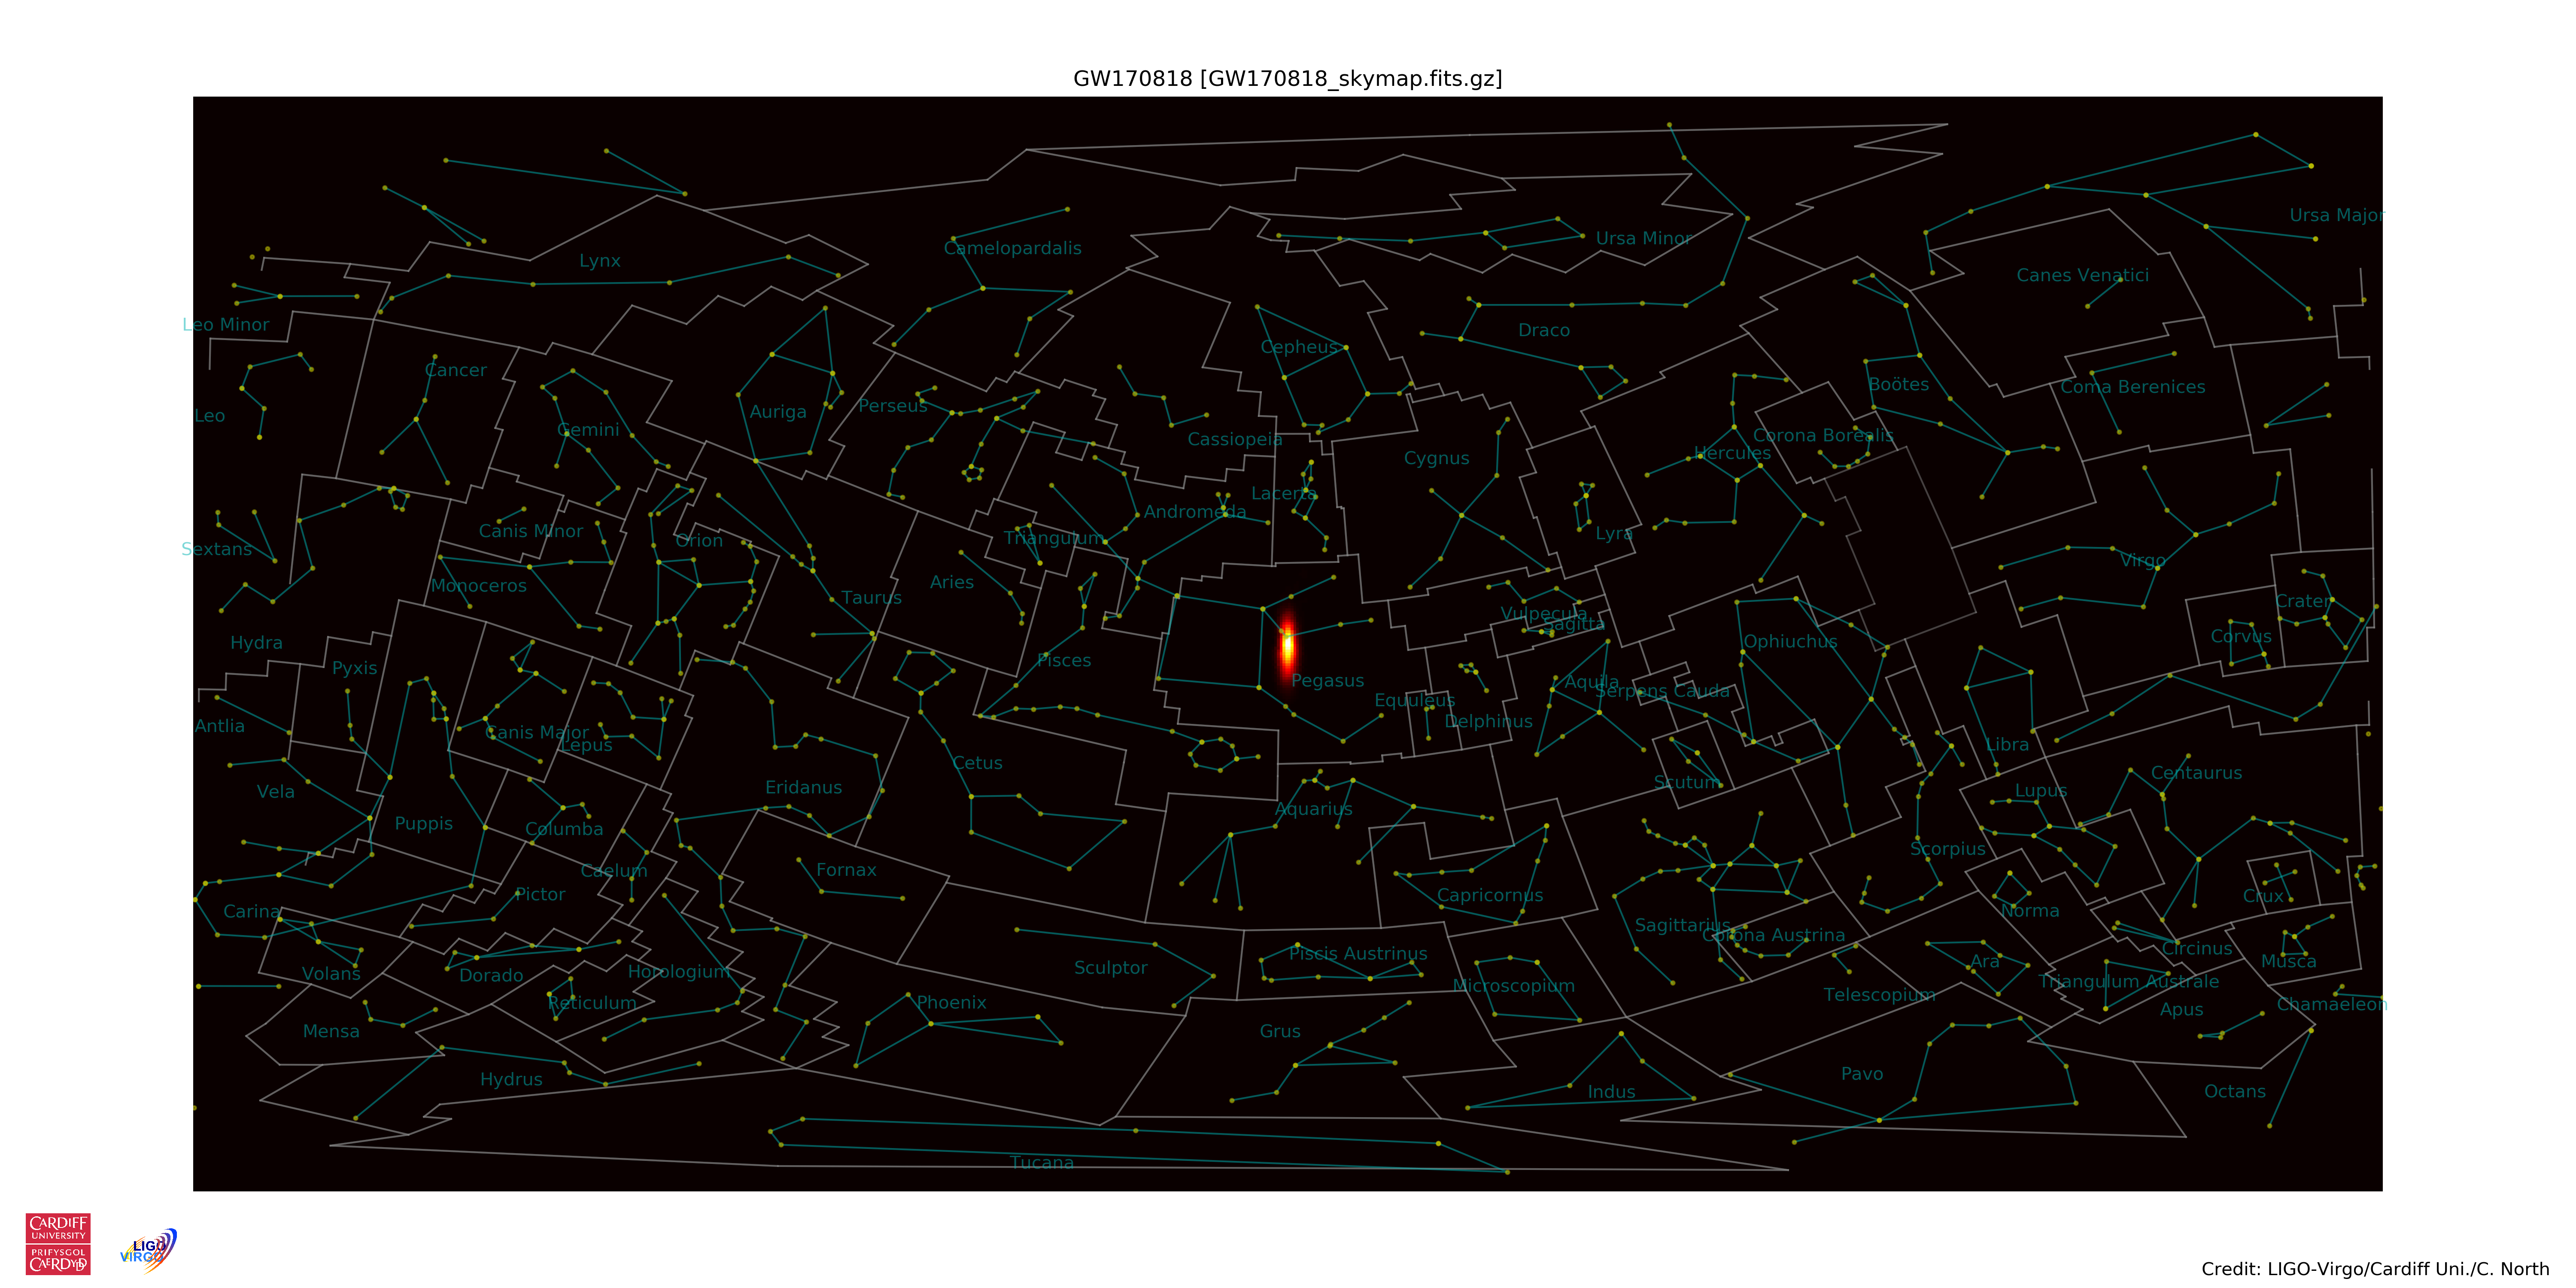 GW170818 [GW170818_skymap.fits.gz]
Ursa Major
Ursa Minor
Camelopardalis
Lynx
Canes Venatici
Leo Minor
Draco
Cepheus
Cancer
Boötes
Coma Berenices
Perseus
Auriga
Leo
Gemini
Cassiopeia
Corona Borealis
Hercules
Cygnus
Lacerta
Andromeda
Canis Minor
Orion
Triangulum
Lyra
Sextans
Virgo
Monoceros
Aries
Taurus
Vulpecula
Sagitta
Crater
Corvus
Hydra
Ophiuchus
Pyxis
Pisces
Pegasus
Aquila
Serpens Cauda
Equuleus
Delphinus
Antlia
Canis Major
Lepus
Libra
Cetus
Centaurus
Scutum
Vela
Eridanus
Lupus
Aquarius
Puppis
Columba
Scorpius
Caelum
Fornax
Pictor
Capricornus
Crux
Carina
Norma
Sagittarius
Corona Austrina
Circinus
Piscis Austrinus
Sculptor
Volans
Dorado
Horologium
Ara
Musca
Microscopium
Triangulum Australe
Telescopium
Reticulum
Phoenix
Apus
Chamaeleon
Mensa
Grus
Hydrus
Pavo
Indus
Octans
Tucana
CARDIFF
UNIVERSITY
PRIFYSGOL
CAERDYDD
LIGO
VIRGO
Credit: LIGO-Virgo/Cardiff Uni./C. North